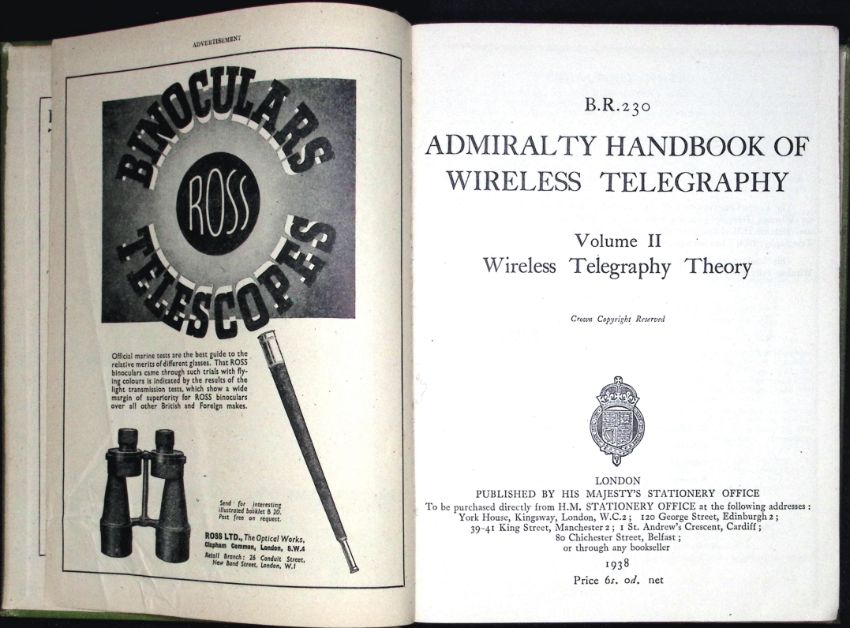 ADVERTISEMENT
BINOCULARS
ROSS
TELESCOPES
Official marine tests are the best guide to the
relative merits of different glasses. That ROSS
binoculars came through such trials with fly-
ing colours is indicated by the results of the
light transmission tests, which show a wide
margin of superiority for ROSS binoculars
over all other British and Foreign makes.
Send for interesting
illustrated booklet B 20.
Post free on request.
ROSS LTD., The Optical Works,
Clapham Common, London, S.W.4
Retail Branch: 26 Conduit Street,
New Bond Street, London, W.1
B.R.230
ADMIRALTY HANDBOOK OF
WIRELESS TELEGRAPHY
Volume II
Wireless Telegraphy Theory
Crown Copyright Reserved
LONDON
PUBLISHED BY HIS MAJESTY'S STATIONERY OFFICE
To be purchased directly from H.M. STATIONERY OFFICE at the following addresses:
York House, Kingsway, London, W.C.2; 120 George Street, Edinburgh 2;
39-41 King Street, Manchester 2; 1 St. Andrew's Crescent, Cardiff;
80 Chichester Street, Belfast;
or through any bookseller
1938
Price 6s. 0d. net